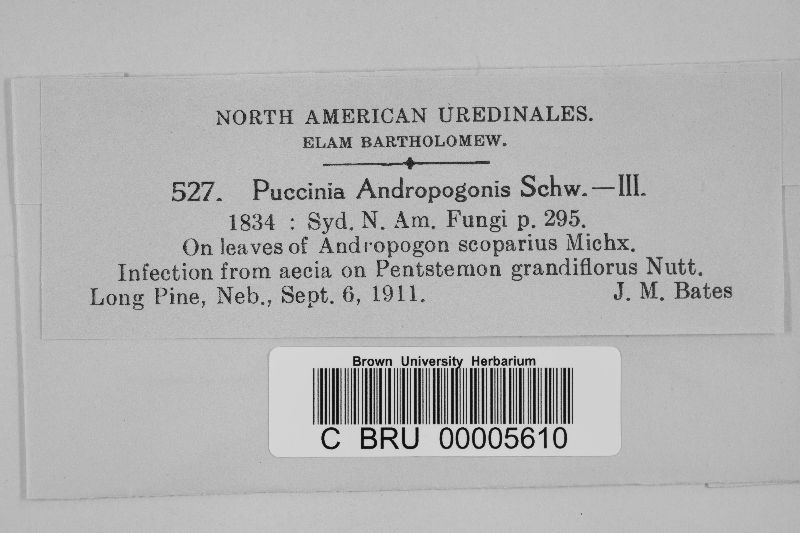 NORTH AMERICAN UREDINALES.
ELAM BARTHOLOMEW.
527. Puccinia Andropogonis Schw.—III.
1834 : Syd. N. Am. Fungi p. 295.
On leaves of Andropogon scoparius Michx.
Infection from aecia on Pentstemon grandiflorus Nutt.
Long Pine, Neb., Sept. 6, 1911. J. M. Bates
Brown University Herbarium
C BRU 00005610